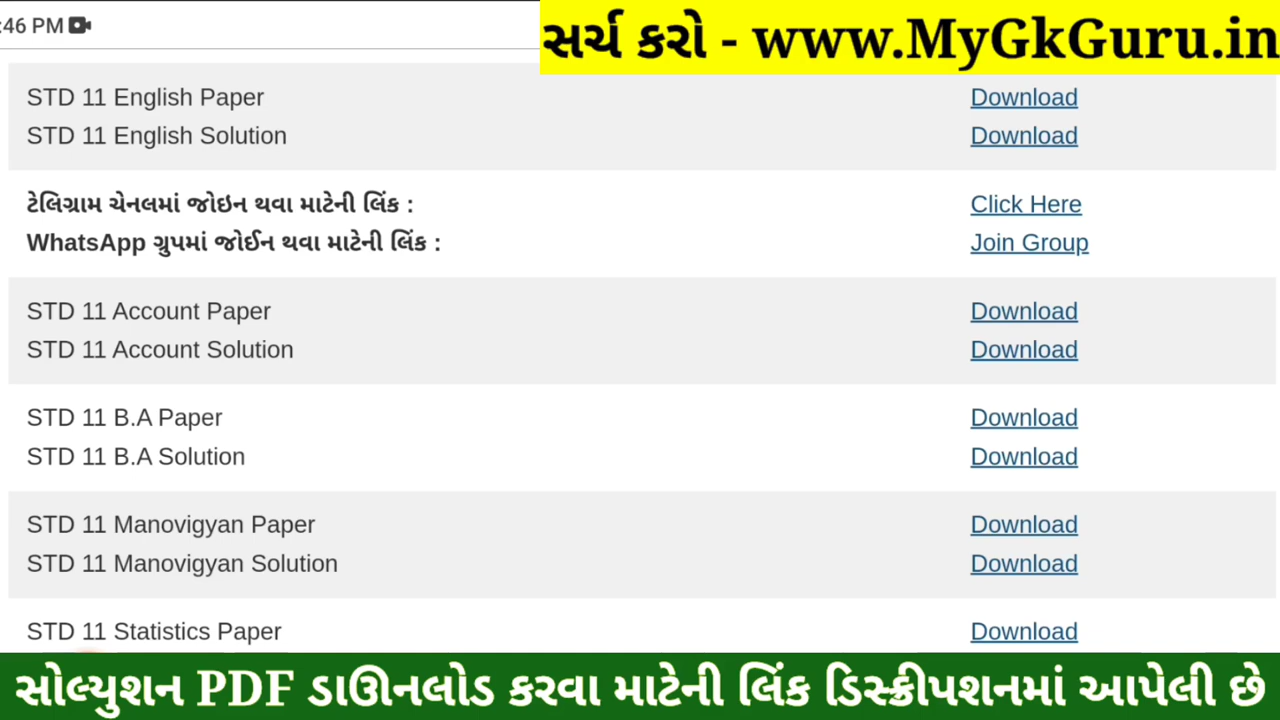 :46 PM
સર્ચ કરો - www.MyGkGuru.in
STD 11 English Paper Download
STD 11 English Solution Download
ટેલિગ્રામ ચેનલમાં જોઇન થવા માટેની લિંક : Click Here
WhatsApp ગ્રુપમાં જોઈન થવા માટેની લિંક : Join Group
STD 11 Account Paper Download
STD 11 Account Solution Download
STD 11 B.A Paper Download
STD 11 B.A Solution Download
STD 11 Manovigyan Paper Download
STD 11 Manovigyan Solution Download
STD 11 Statistics Paper Download
સોલ્યુશન PDF ડાઊનલોડ કરવા માટેની લિંક ડિસ્ક્રીપશનમાં આપેલી છે